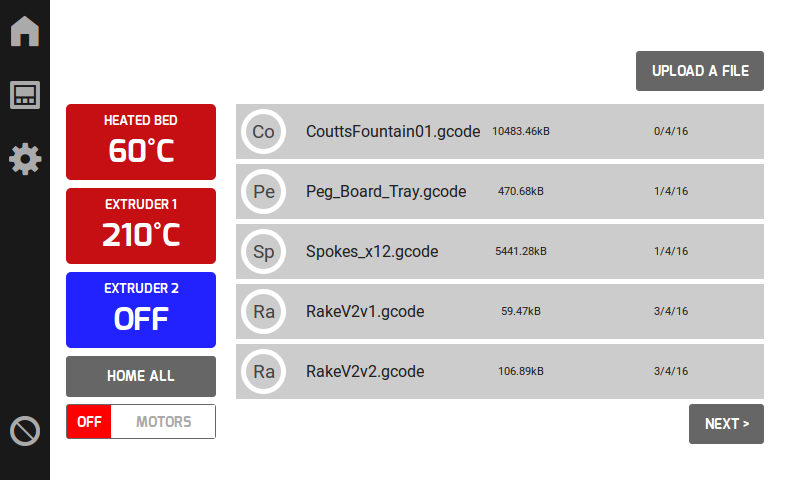 UPLOAD A FILE
HEATED BED
60°C
EXTRUDER 1
210°C
EXTRUDER 2
OFF
HOME ALL
OFF MOTORS
Co CouttsFountain01.gcode 10483.46kB 0/4/16
Pe Peg_Board_Tray.gcode 470.68kB 1/4/16
Sp Spokes_x12.gcode 5441.28kB 1/4/16
Ra RakeV2v1.gcode 59.47kB 3/4/16
Ra RakeV2v2.gcode 106.89kB 3/4/16
NEXT >